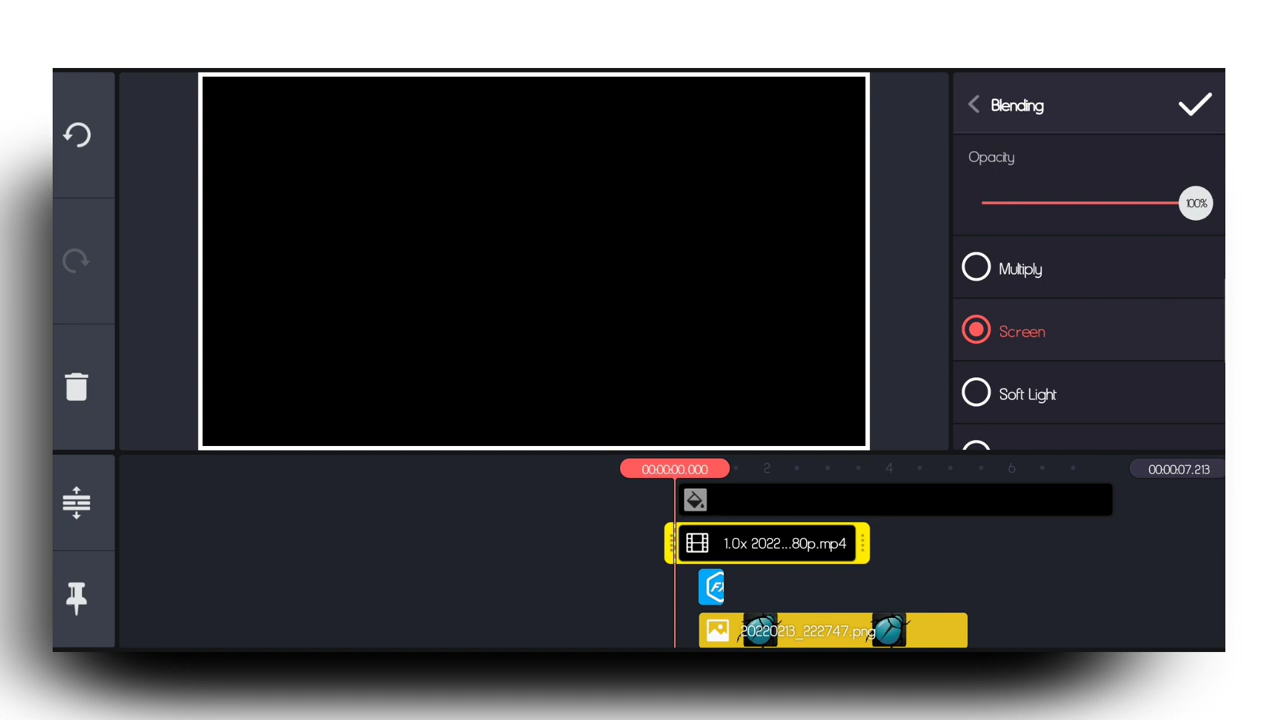 Blending
Opacity
100%
Multiply
Screen
Soft Light
00:00:00.000
2
4
6
00:00:07.213
1.0x 2022...80p.mp4
FX
20220213_222747.png